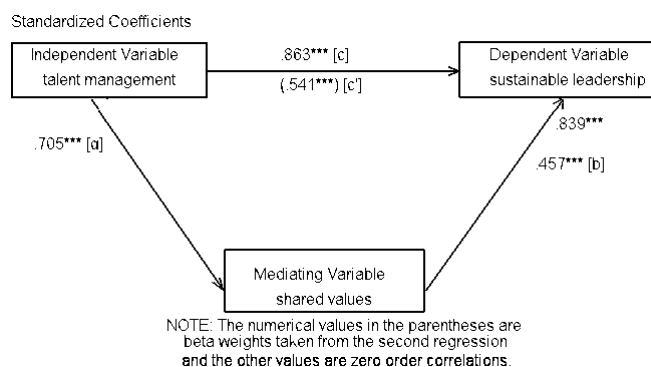 Standardized Coefficients
Independent Variable
talent management
.863*** [c]
(.541***) [c']
Dependent Variable
sustainable leadership
.705*** [a]
.839***
.457*** [b]
Mediating Variable
shared values
NOTE: The numerical values in the parentheses are
beta weights taken from the second regression
and the other values are zero order correlations.